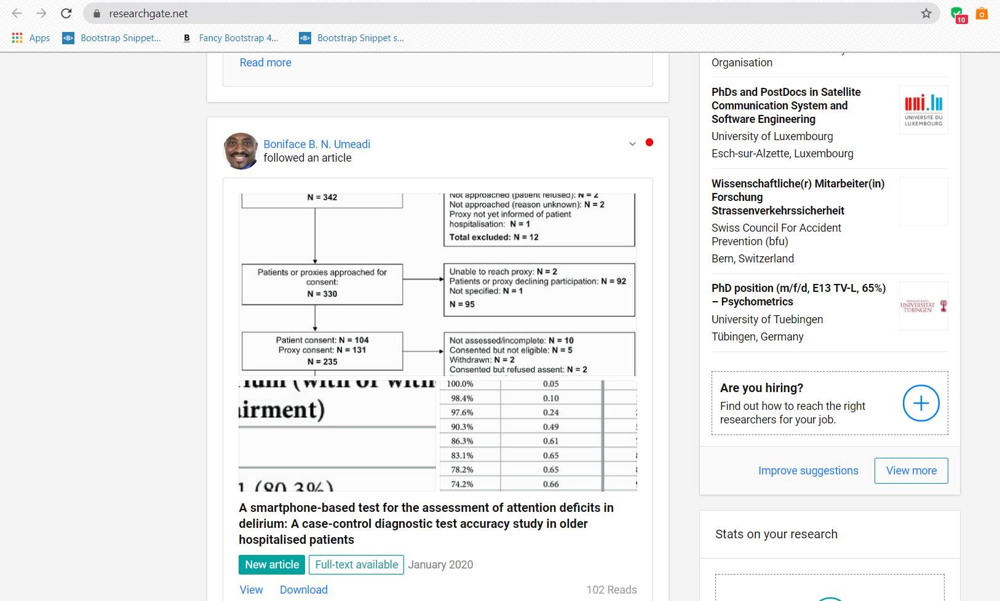 researchgate.net
10
Apps
Bootstrap Snippet...
B
Fancy Bootstrap 4...
Bootstrap Snippet s...
Read more
Boniface B. N. Umeadi
followed an article
N = 342
Not approached (patient refused): N = 2
Not approached (reason unknown): N = 2
Proxy not yet informed of patient
hospitalisation: N = 1
Total excluded: N = 12
Patients or proxies approached for
consent:
N = 330
Unable to reach proxy: N = 2
Patients or proxy declining participation: N = 92
Not specified: N = 1
N = 95
Patient consent: N = 104
Proxy consent: N = 131
N = 235
Not assessed/incomplete: N = 10
Consented but not eligible: N = 5
Withdrawn: N = 2
Consented but refused assent: N = 2
airment)
(80.3%)
100.0% 0.05
98.4% 0.10
97.6% 0.24
90.3% 0.49
86.3% 0.61
83.1% 0.65
78.2% 0.65
74.2% 0.66
A smartphone-based test for the assessment of attention deficits in
delirium: A case-control diagnostic test accuracy study in older
hospitalised patients
New article
Full-text available
January 2020
View
Download
102 Reads
Organisation
PhDs and PostDocs in Satellite
Communication System and
Software Engineering
University of Luxembourg
Esch-sur-Alzette, Luxembourg
uni.lu
UNIVERSITÉ DU
LUXEMBOURG
Wissenschaftliche(r) Mitarbeiter(in)
Forschung
Strassenverkehrssicherheit
Swiss Council For Accident
Prevention (bfu)
Bern, Switzerland
PhD position (m/f/d, E13 TV-L, 65%)
– Psychometrics
University of Tuebingen
Tübingen, Germany
EBERHARD KARLS
UNIVERSITÄT
TÜBINGEN
Are you hiring?
Find out how to reach the right
researchers for your job.
Improve suggestions
View more
Stats on your research